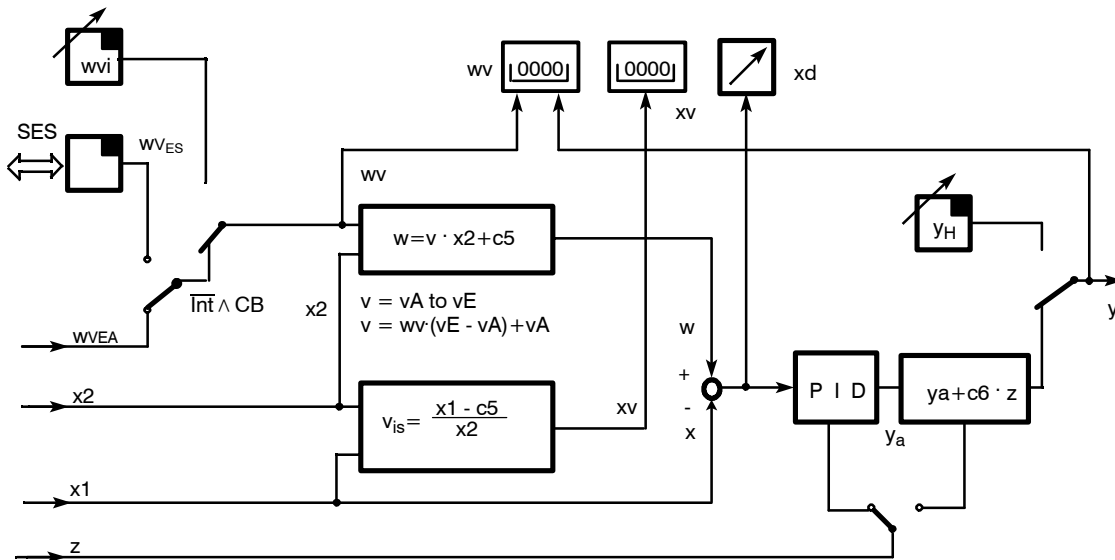 wvi
SES
wVES
wv
0000
0000
xd
xv
wv
yH
w=v · x2+c5
Int ∧ CB
x2
v = vA to vE
v = wv·(vE - vA)+vA
y
wVEA
w
+
x2
vis= x1 - c5
x2
xv
-
x
P I D
ya+c6 · z
ya
x1
z